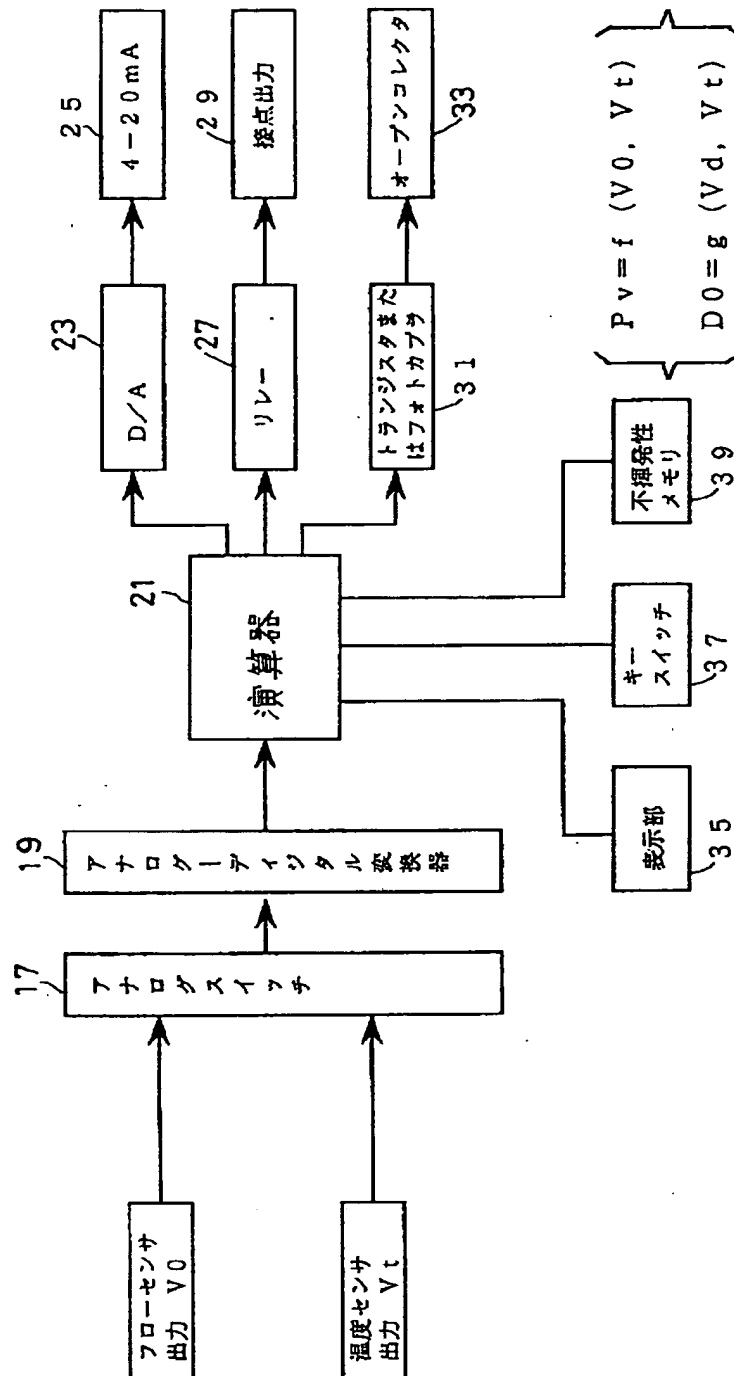 フローセンサ
出力 V0
温度センサ
出力 Vt
17
アナログスイッチ
19
アナログーディジタル変換器
21
演算器
23
D/A
25
4-20mA
27
リレー
29
接点出力
トランジスタまた
はフォトカプラ
31
オープンコレクタ
33
表示部
35
キー
スイッチ
37
不揮発性
メモリ
39
Pv=f (V0, Vt)
D0=g (Vd, Vt)